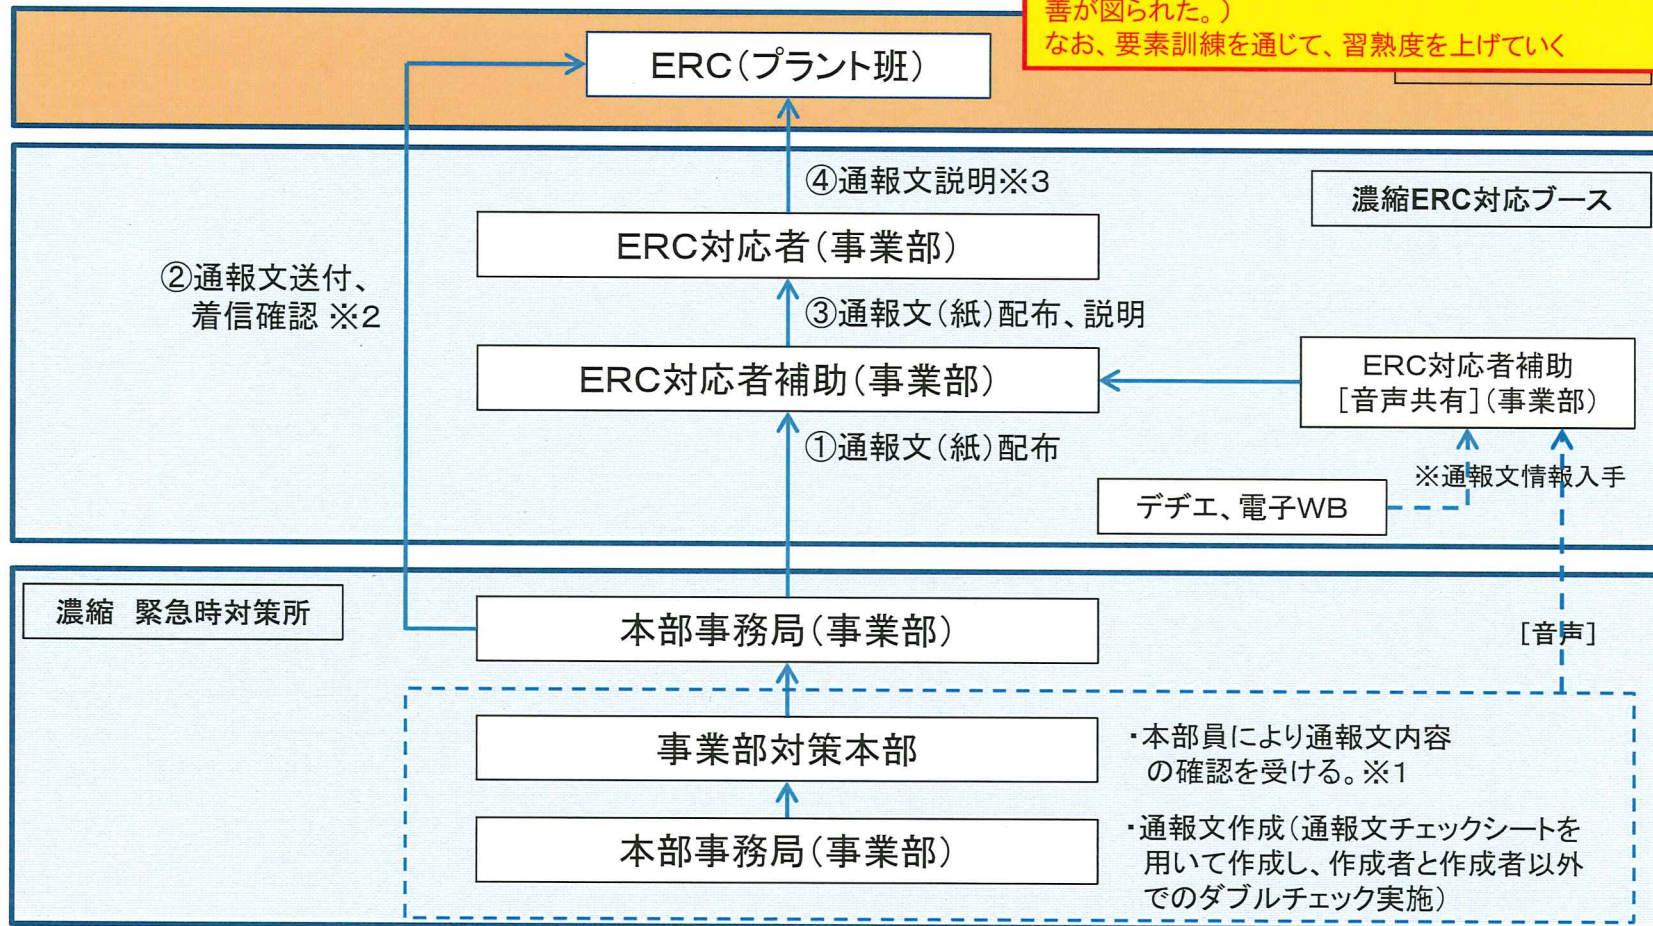 善が図られた。)
なお、要素訓練を通じて、習熟度を上げていく
ERC(プラント班)
④通報文説明※3
濃縮ERC対応ブース
ERC対応者(事業部)
②通報文送付、
着信確認 ※2
③通報文(紙)配布、説明
ERC対応者補助(事業部)
ERC対応者補助
[音声共有](事業部)
①通報文(紙)配布
※通報文情報入手
デヂエ、電子WB
濃縮 緊急時対策所
本部事務局(事業部)
[音声]
事業部対策本部
・本部員により通報文内容
の確認を受ける。※1
本部事務局(事業部)
・通報文作成(通報文チェックシートを
用いて作成し、作成者と作成者以外
でのダブルチェック実施)